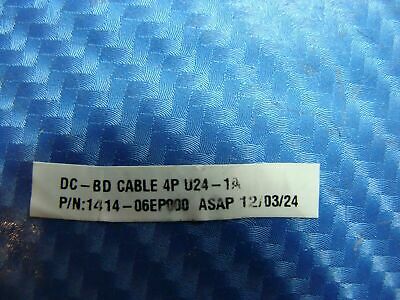 DC-BD CABLE 4P U24-1A
P/N:1414-06EP000 ASAP 12/03/24